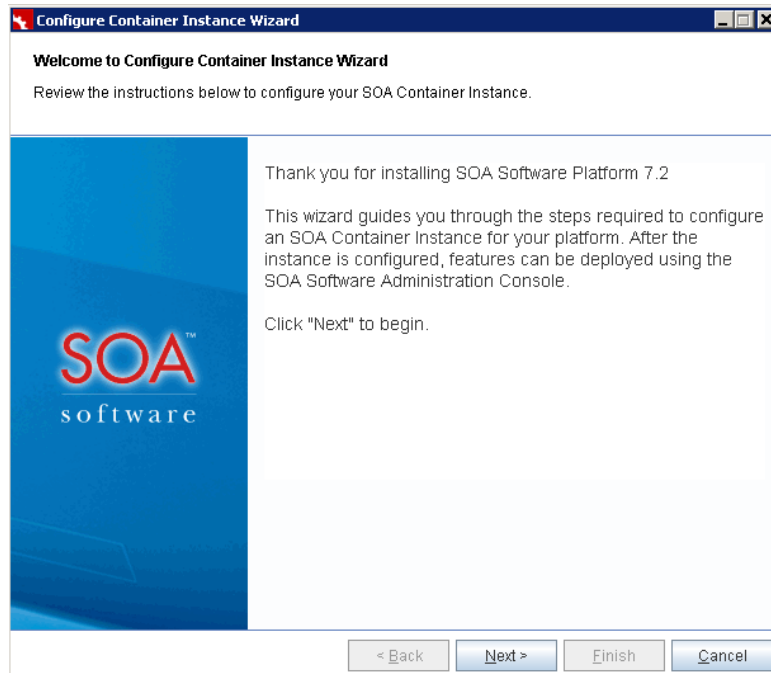 Configure Container Instance Wizard
Welcome to Configure Container Instance Wizard
Review the instructions below to configure your SOA Container Instance.
Thank you for installing SOA Software Platform 7.2
This wizard guides you through the steps required to configure
an SOA Container Instance for your platform. After the
instance is configured, features can be deployed using the
SOA Software Administration Console.
Click "Next" to begin.
SOA™
software
< Back
Next >
Finish
Cancel